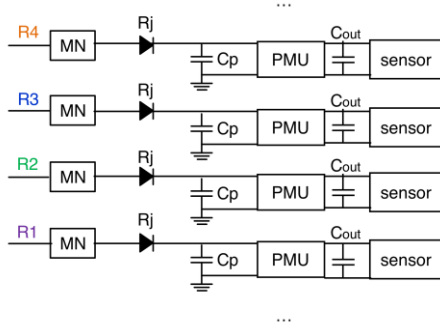 ...
R4 MN Rj Cp PMU Cout sensor
R3 MN Rj Cp PMU Cout sensor
R2 MN Rj Cp PMU Cout sensor
R1 MN Rj Cp PMU Cout sensor
...